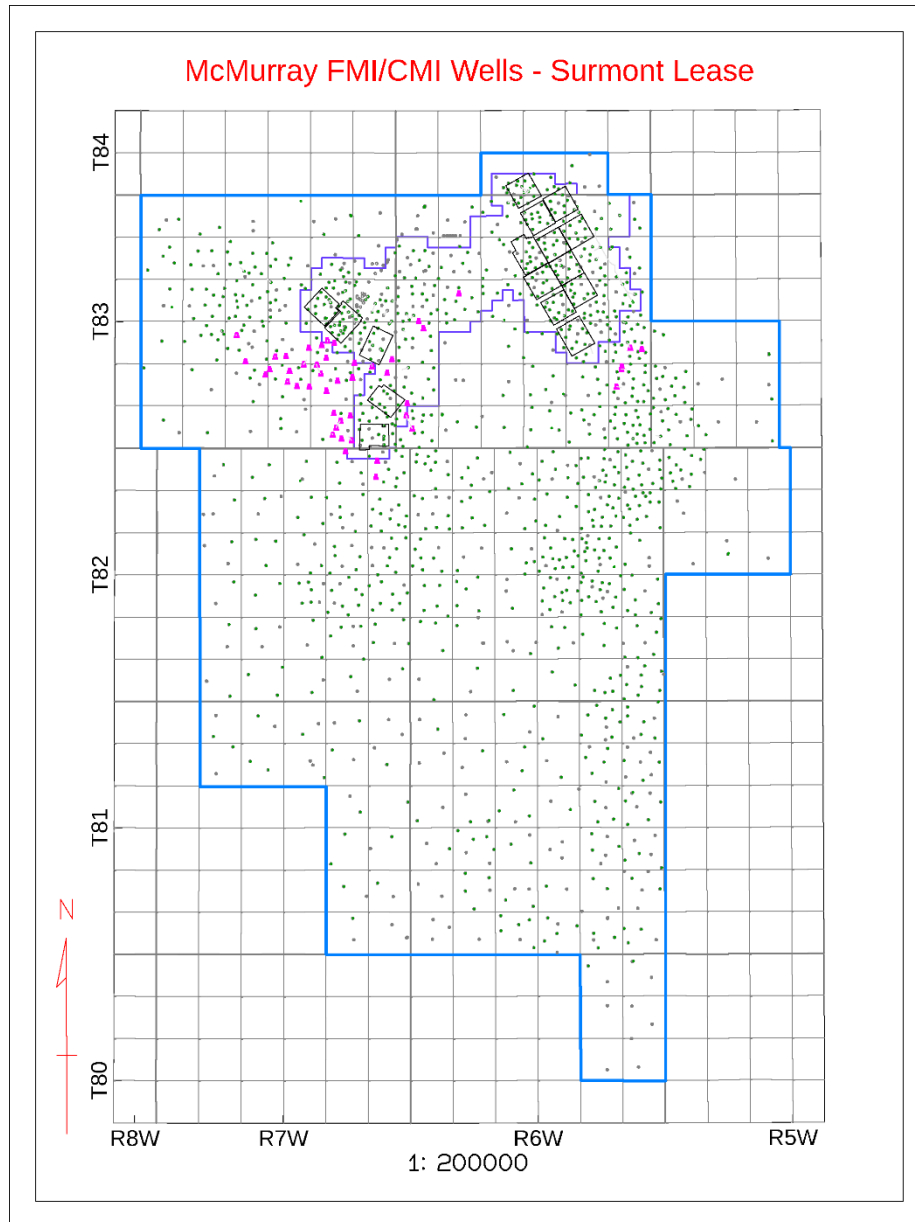 McMurray FMI/CMI Wells - Surmont Lease
T84
T83
T82
T81
N
T80
R8W
R7W
R6W
R5W
1: 200000